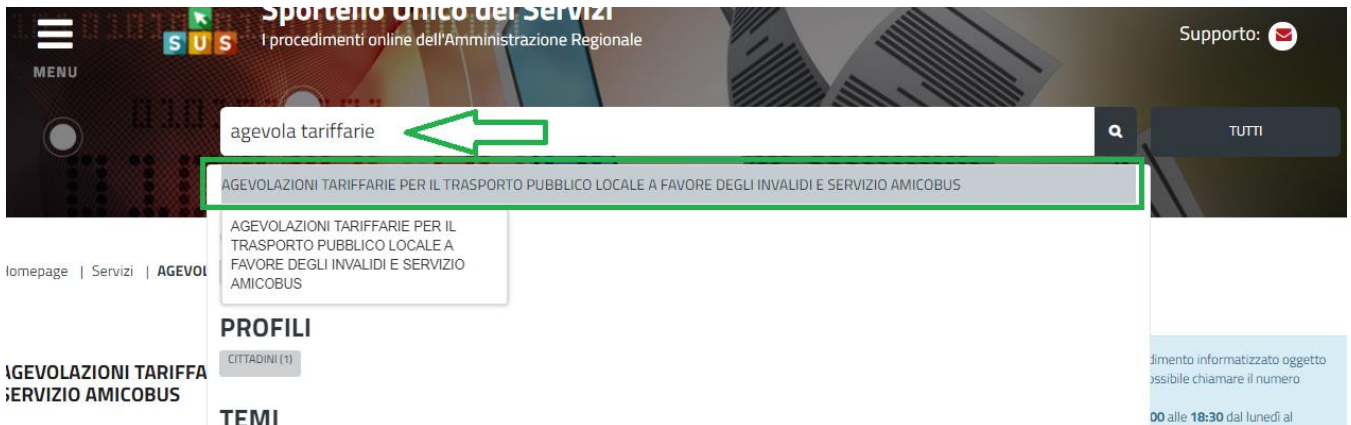 Sportello Unico dei Servizi
SUS
I procedimenti online dell'Amministrazione Regionale
Supporto:
MENU
agevola tariffarie
TUTTI
AGEVOLAZIONI TARIFFARIE PER IL TRASPORTO PUBBLICO LOCALE A FAVORE DEGLI INVALIDI E SERVIZIO AMICOBUS
AGEVOLAZIONI TARIFFARIE PER IL
TRASPORTO PUBBLICO LOCALE A
FAVORE DEGLI INVALIDI E SERVIZIO
AMICOBUS
Homepage | Servizi | AGEVOL
PROFILI
CITTADINI (1)
AGEVOLAZIONI TARIFFA
SERVIZIO AMICOBUS
TEMI
dimento informatizzato oggetto
ossibile chiamare il numero
00 alle 18:30 dal lunedì al